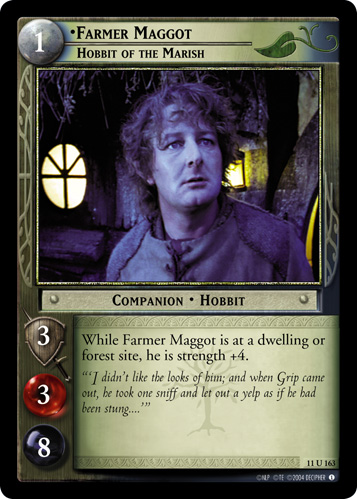 1
•Farmer Maggot
Hobbit of the Marish
Companion • Hobbit
3
3
8
While Farmer Maggot is at a dwelling or
forest site, he is strength +4.
“‘I didn’t like the looks of him; and when Grip came
out, he took one sniff and let out a yelp as if he had
been stung....’”
11 U 163
©NLP ™©TE ©2004 DECIPHER